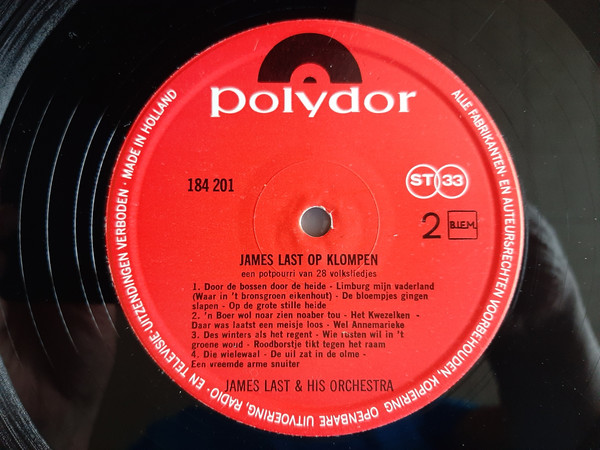 polydor
184 201
ST 33
2
B.I.E.M.
JAMES LAST OP KLOMPEN
een potpourri van 28 volksliedjes
1. Door de bossen door de heide - Limburg mijn vaderland
(Waar in 't bronsgroen eikenhout) - De bloempjes gingen
slapen - Op de grote stille heide
2. 'n Boer wol noar zien noaber tou - Het Kwezelken -
Daar was laatst een meisje loos - Wel Annemarieke
3. Des winters als het regent - Wie rusten wil in 't
groene woud - Roodborstje tikt tegen het raam
4. Die wielewaal - De uil zat in de olme -
Een vreemde arme snuiter
JAMES LAST & HIS ORCHESTRA
ALLE FABRIKANTEN- EN AUTEURSRECHTEN VOORBEHOUDEN, KOPIERING OPENBARE UITVOERING, RADIO- EN TELEVISIE-UITZENDINGEN VERBODEN · MADE IN HOLLAND